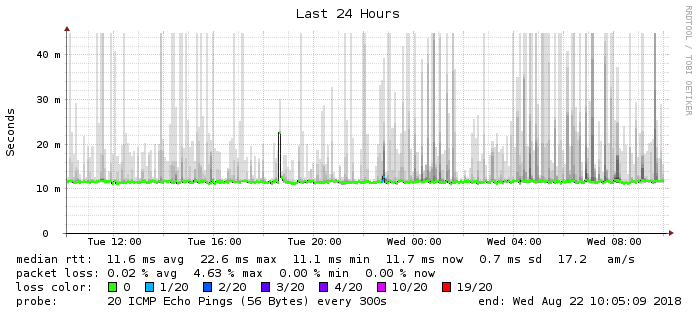 Last 24 Hours
RRDTOOL / TOBI OETIKER
Seconds
40 m
30 m
20 m
10 m
0
Tue 12:00 Tue 16:00 Tue 20:00 Wed 00:00 Wed 04:00 Wed 08:00
median rtt: 11.6 ms avg 22.6 ms max 11.1 ms min 11.7 ms now 0.7 ms sd 17.2 am/s
packet loss: 0.02 % avg 4.63 % max 0.00 % min 0.00 % now
loss color: 0 1/20 2/20 3/20 4/20 10/20 19/20
probe: 20 ICMP Echo Pings (56 Bytes) every 300s end: Wed Aug 22 10:05:09 2018